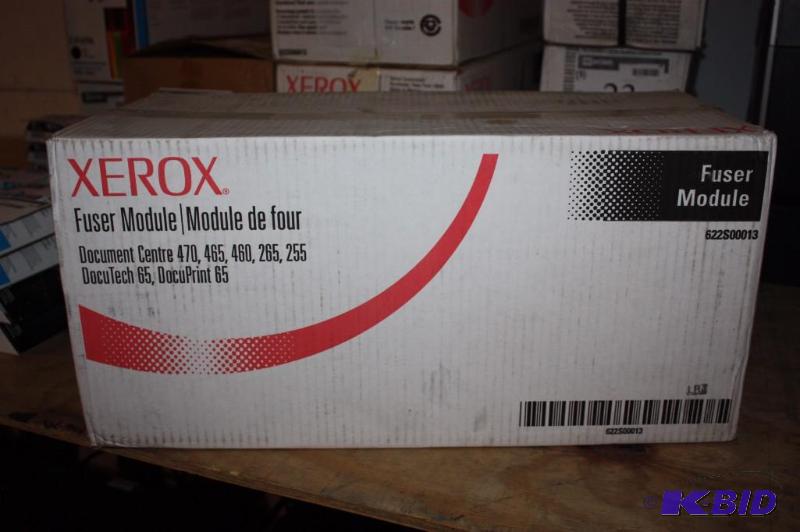 XEROX
XEROX®
Fuser Module | Module de four
Document Centre 470, 465, 460, 265, 255
DocuTech 65, DocuPrint 65
Fuser
Module
622S00013
622S00013
K-BID